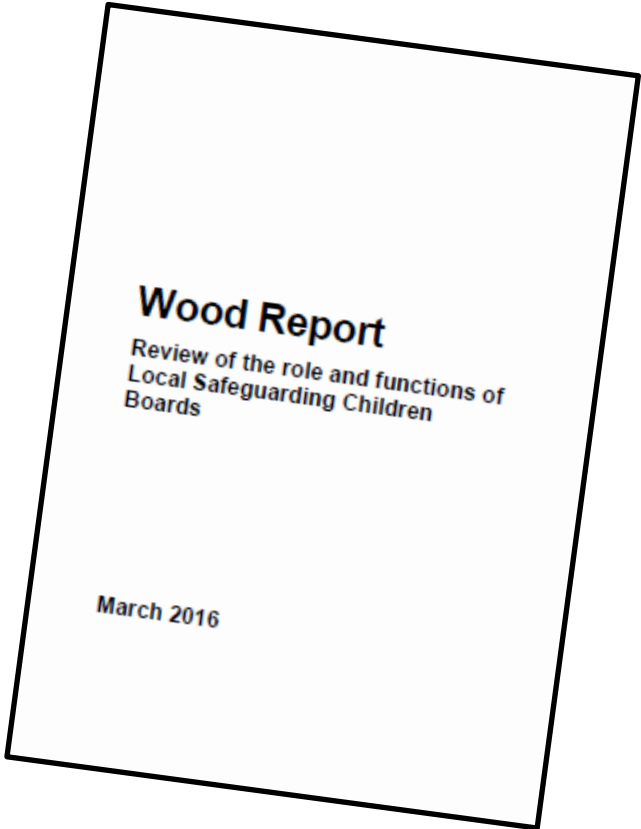 Wood Report
Review of the role and functions of
Local Safeguarding Children
Boards
March 2016